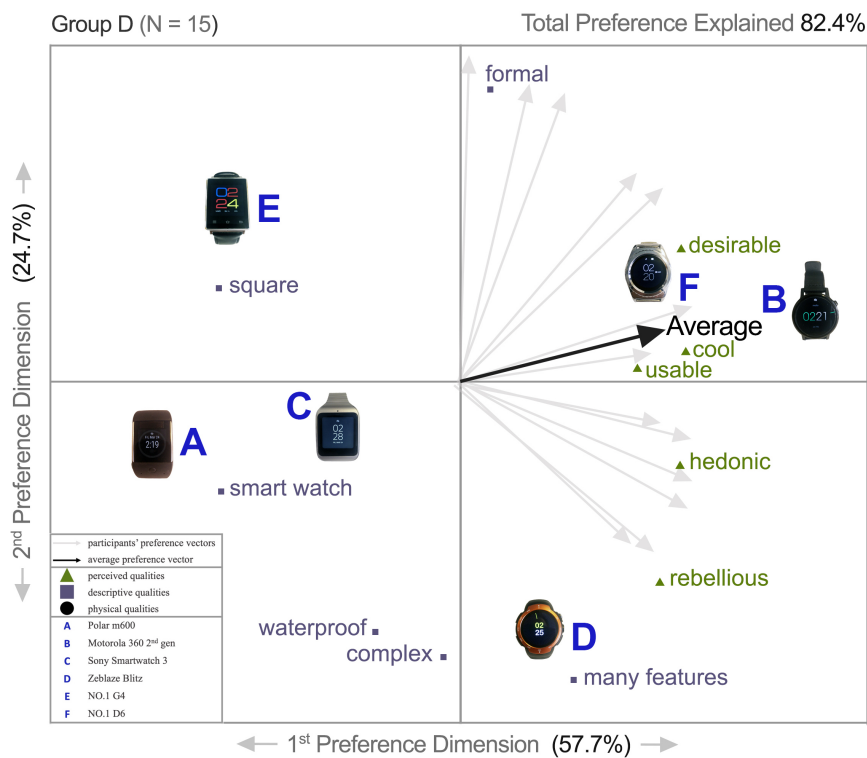 Group D (N = 15)
Total Preference Explained 82.4%
formal
02
24
E
square
desirable
02
20
F
B
0221
Average
cool
usable
2nd Preference Dimension (24.7%)
2:19
A
C
02
28
smart watch
hedonic
rebellious
participants' preference vectors
average preference vector
perceived qualities
descriptive qualities
physical qualities
A Polar m600
B Motorola 360 2nd gen
C Sony Smartwatch 3
D Zeblaze Blitz
E NO.1 G4
F NO.1 D6
waterproof
complex
02
25
D
many features
1st Preference Dimension (57.7%)